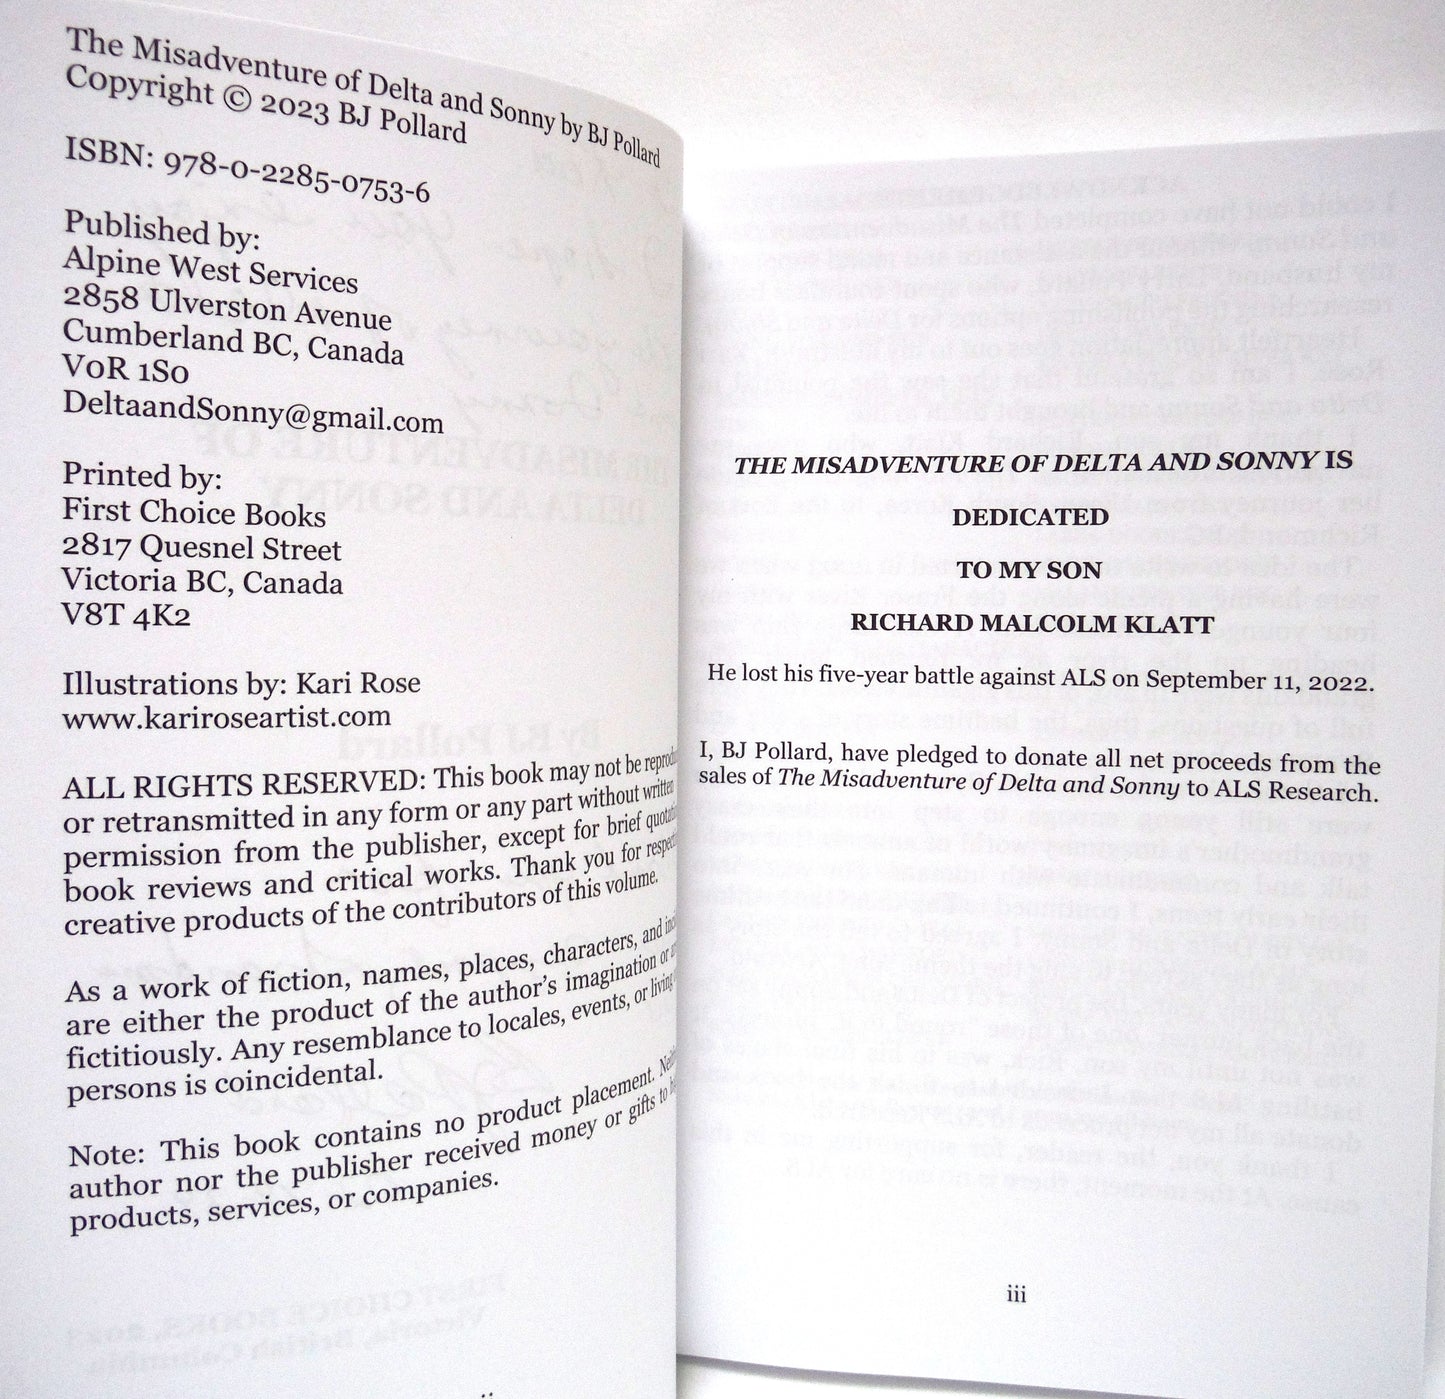 The Misadventure of Delta and Sonny by BJ Pollard
Copyright © 2023 BJ Pollard
ISBN: 978-0-2285-0753-6
Published by:
Alpine West Services
2858 Ulverston Avenue
Cumberland BC, Canada
V0R 1S0
DeltaandSonny@gmail.com
Printed by:
First Choice Books
2817 Quesnel Street
Victoria BC, Canada
V8T 4K2
Illustrations by: Kari Rose
www.kariroseartist.com
ALL RIGHTS RESERVED: This book may not be
or retransmitted in any form or any part without written
permission from the publisher, except for brief
book reviews and critical works. Thank you for
creative products of the contributors of this volume.
As a work of fiction, names, places, characters, and
are either the product of the author's imagination or
fictitiously. Any resemblance to locales, events, or living
persons is coincidental.
Note: This book contains no product placement.
author nor the publisher received money or gifts to
products, services, or companies.
ii
THE MISADVENTURE OF DELTA AND SONNY IS
DEDICATED
TO MY SON
RICHARD MALCOLM KLATT
He lost his five-year battle against ALS on September 11, 2022.
I, BJ Pollard, have pledged to donate all net proceeds from the
sales of The Misadventure of Delta and Sonny to ALS Research.
iii